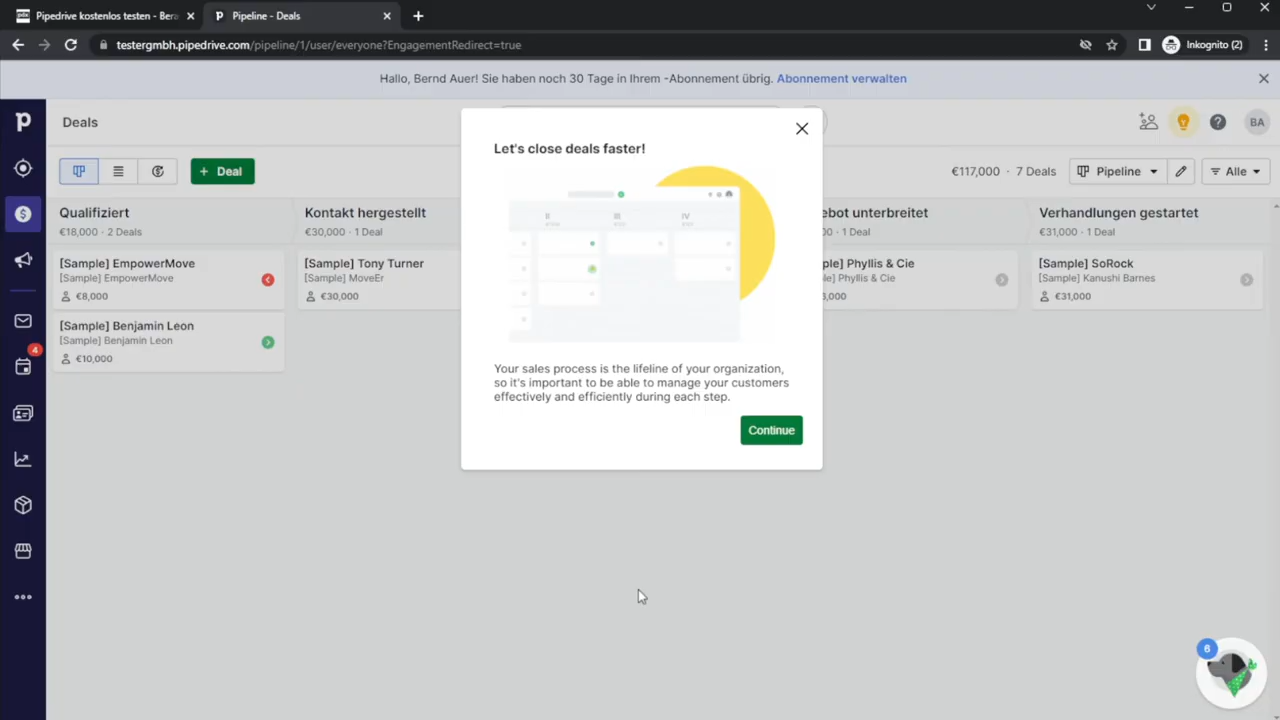 Pipedrive kostenlos testen - Bera
Pipeline - Deals
testergmbh.pipedrive.com/pipeline/1/user/everyone?EngagementRedirect=true
Inkognito (2)
Hallo, Bernd Auer! Sie haben noch 30 Tage in Ihrem -Abonnement übrig. Abonnement verwalten
Deals
BA
+ Deal
€117,000 · 7 Deals
Pipeline
Alle
Qualifiziert
€18,000 · 2 Deals
[Sample] EmpowerMove
[Sample] EmpowerMove
€8,000
[Sample] Benjamin Leon
[Sample] Benjamin Leon
€10,000
Kontakt hergestellt
€30,000 · 1 Deal
[Sample] Tony Turner
[Sample] MoveEr
€30,000
Let's close deals faster!
II
III
IV
Your sales process is the lifeline of your organization,
so it's important to be able to manage your customers
effectively and efficiently during each step.
Continue
ebot unterbreitet
0 · 1 Deal
ple] Phyllis & Cie
le] Phyllis & Cie
,000
Verhandlungen gestartet
€31,000 · 1 Deal
[Sample] SoRock
[Sample] Kanushi Barnes
€31,000
4
6